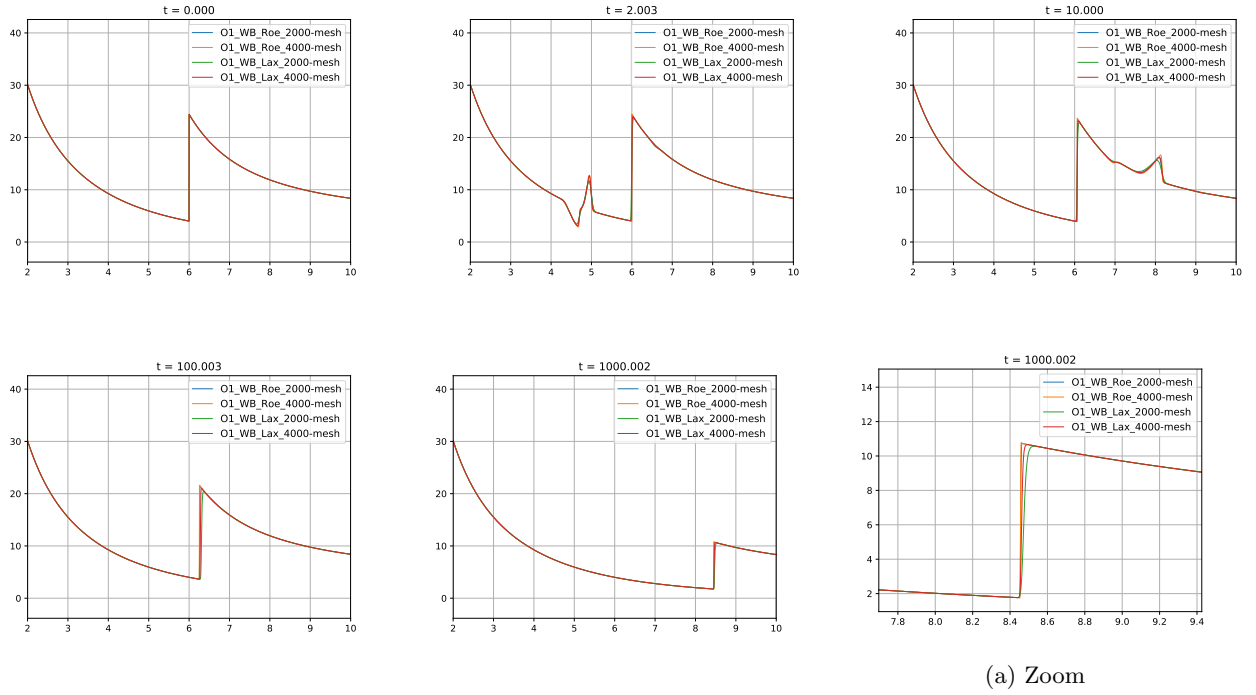 t = 0.000
40
30
20
10
0
2 3 4 5 6 7 8 9 10
O1_WB_Roe_2000-mesh
O1_WB_Roe_4000-mesh
O1_WB_Lax_2000-mesh
O1_WB_Lax_4000-mesh
t = 2.003
40
30
20
10
0
2 3 4 5 6 7 8 9 10
O1_WB_Roe_2000-mesh
O1_WB_Roe_4000-mesh
O1_WB_Lax_2000-mesh
O1_WB_Lax_4000-mesh
t = 10.000
40
30
20
10
0
2 3 4 5 6 7 8 9 10
O1_WB_Roe_2000-mesh
O1_WB_Roe_4000-mesh
O1_WB_Lax_2000-mesh
O1_WB_Lax_4000-mesh
t = 100.003
40
30
20
10
0
2 3 4 5 6 7 8 9 10
O1_WB_Roe_2000-mesh
O1_WB_Roe_4000-mesh
O1_WB_Lax_2000-mesh
O1_WB_Lax_4000-mesh
t = 1000.002
40
30
20
10
0
2 3 4 5 6 7 8 9 10
O1_WB_Roe_2000-mesh
O1_WB_Roe_4000-mesh
O1_WB_Lax_2000-mesh
O1_WB_Lax_4000-mesh
t = 1000.002
14
12
10
8
6
4
2
7.8 8.0 8.2 8.4 8.6 8.8 9.0 9.2 9.4
O1_WB_Roe_2000-mesh
O1_WB_Roe_4000-mesh
O1_WB_Lax_2000-mesh
O1_WB_Lax_4000-mesh
(a) Zoom